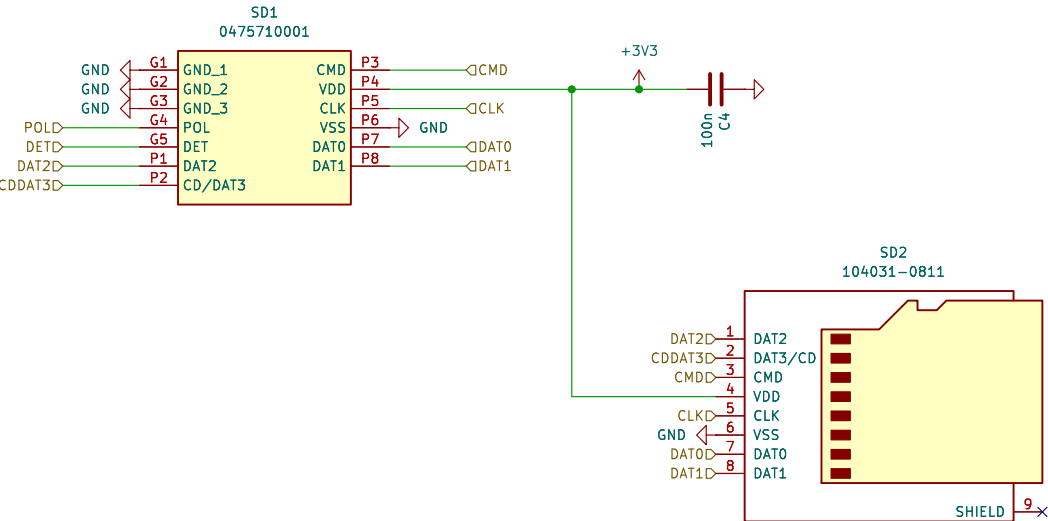 SD1
0475710001
GND G1 GND_1 CMD P3 CMD
GND G2 GND_2 VDD P4
GND G3 GND_3 CLK P5 CLK
POL G4 POL VSS P6 GND
DET G5 DET DAT0 P7 DAT0
DAT2 P1 DAT2 DAT1 P8 DAT1
CDDAT3 P2 CD/DAT3
+3V3
100n
C4
SD2
104031-0811
DAT2 1 DAT2
CDDAT3 2 DAT3/CD
CMD 3 CMD
4 VDD
CLK 5 CLK
GND 6 VSS
DAT0 7 DAT0
DAT1 8 DAT1
SHIELD 9